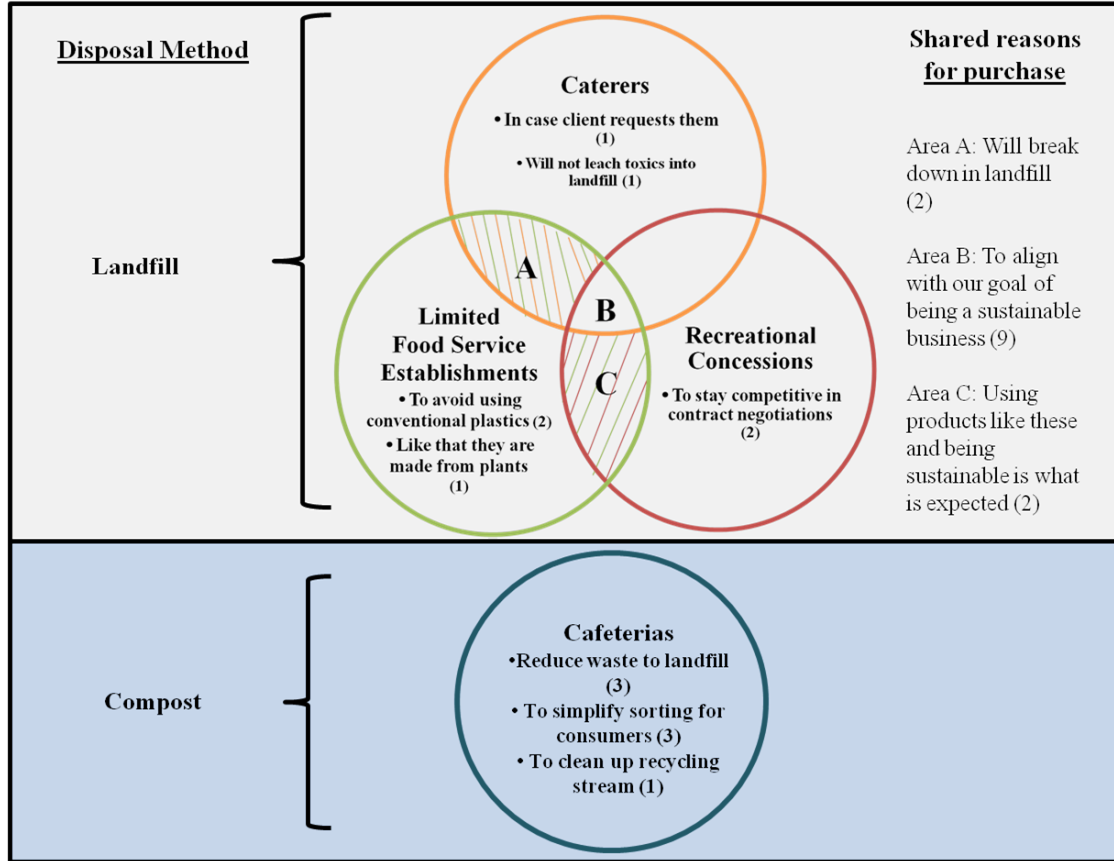 Disposal Method
Landfill
Caterers
• In case client requests them
(1)
• Will not leach toxics into
landfill (1)
A
B
C
Limited
Food Service
Establishments
• To avoid using
conventional plastics (2)
• Like that they are
made from plants
(1)
Recreational
Concessions
• To stay competitive in
contract negotiations
(2)
Shared reasons
for purchase
Area A: Will break
down in landfill
(2)
Area B: To align
with our goal of
being a sustainable
business (9)
Area C: Using
products like these
and being
sustainable is what
is expected (2)
Compost
Cafeterias
•Reduce waste to landfill
(3)
• To simplify sorting for
consumers (3)
• To clean up recycling
stream (1)